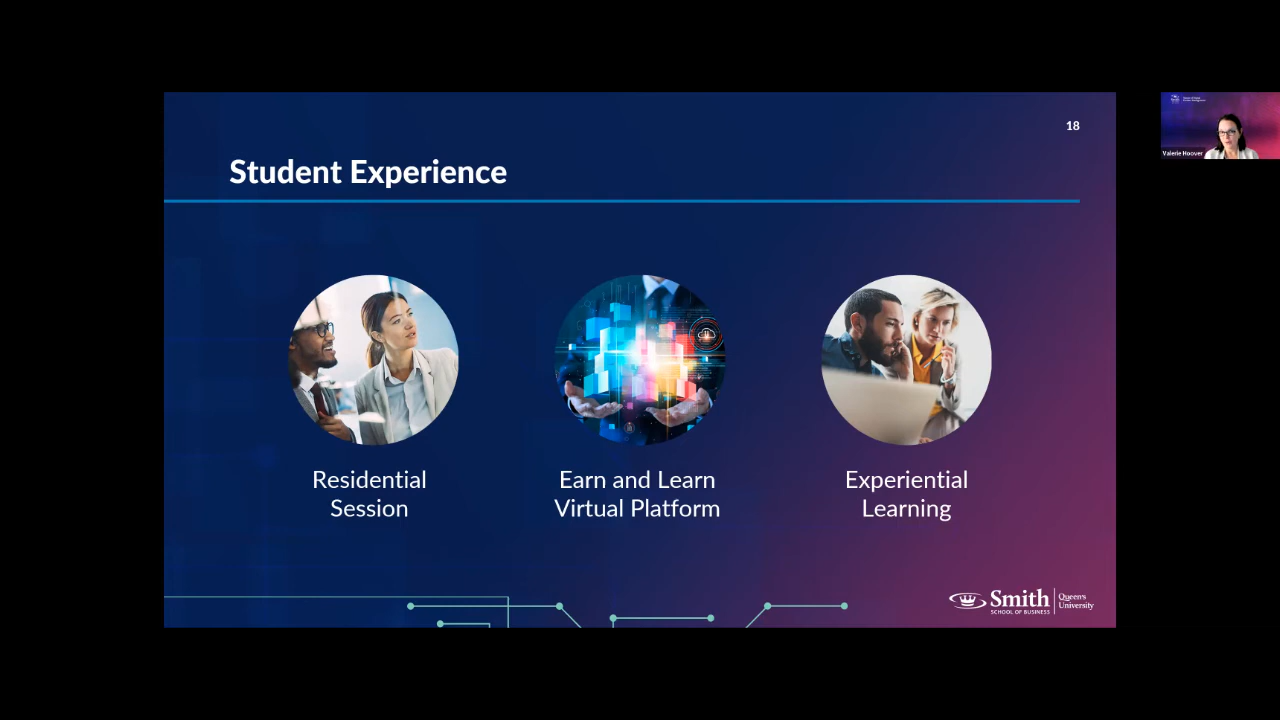 18
Student Experience
Residential
Session
Earn and Learn
Virtual Platform
Experiential
Learning
Smith
SCHOOL OF BUSINESS
Queen's
University
Valerie Hoover